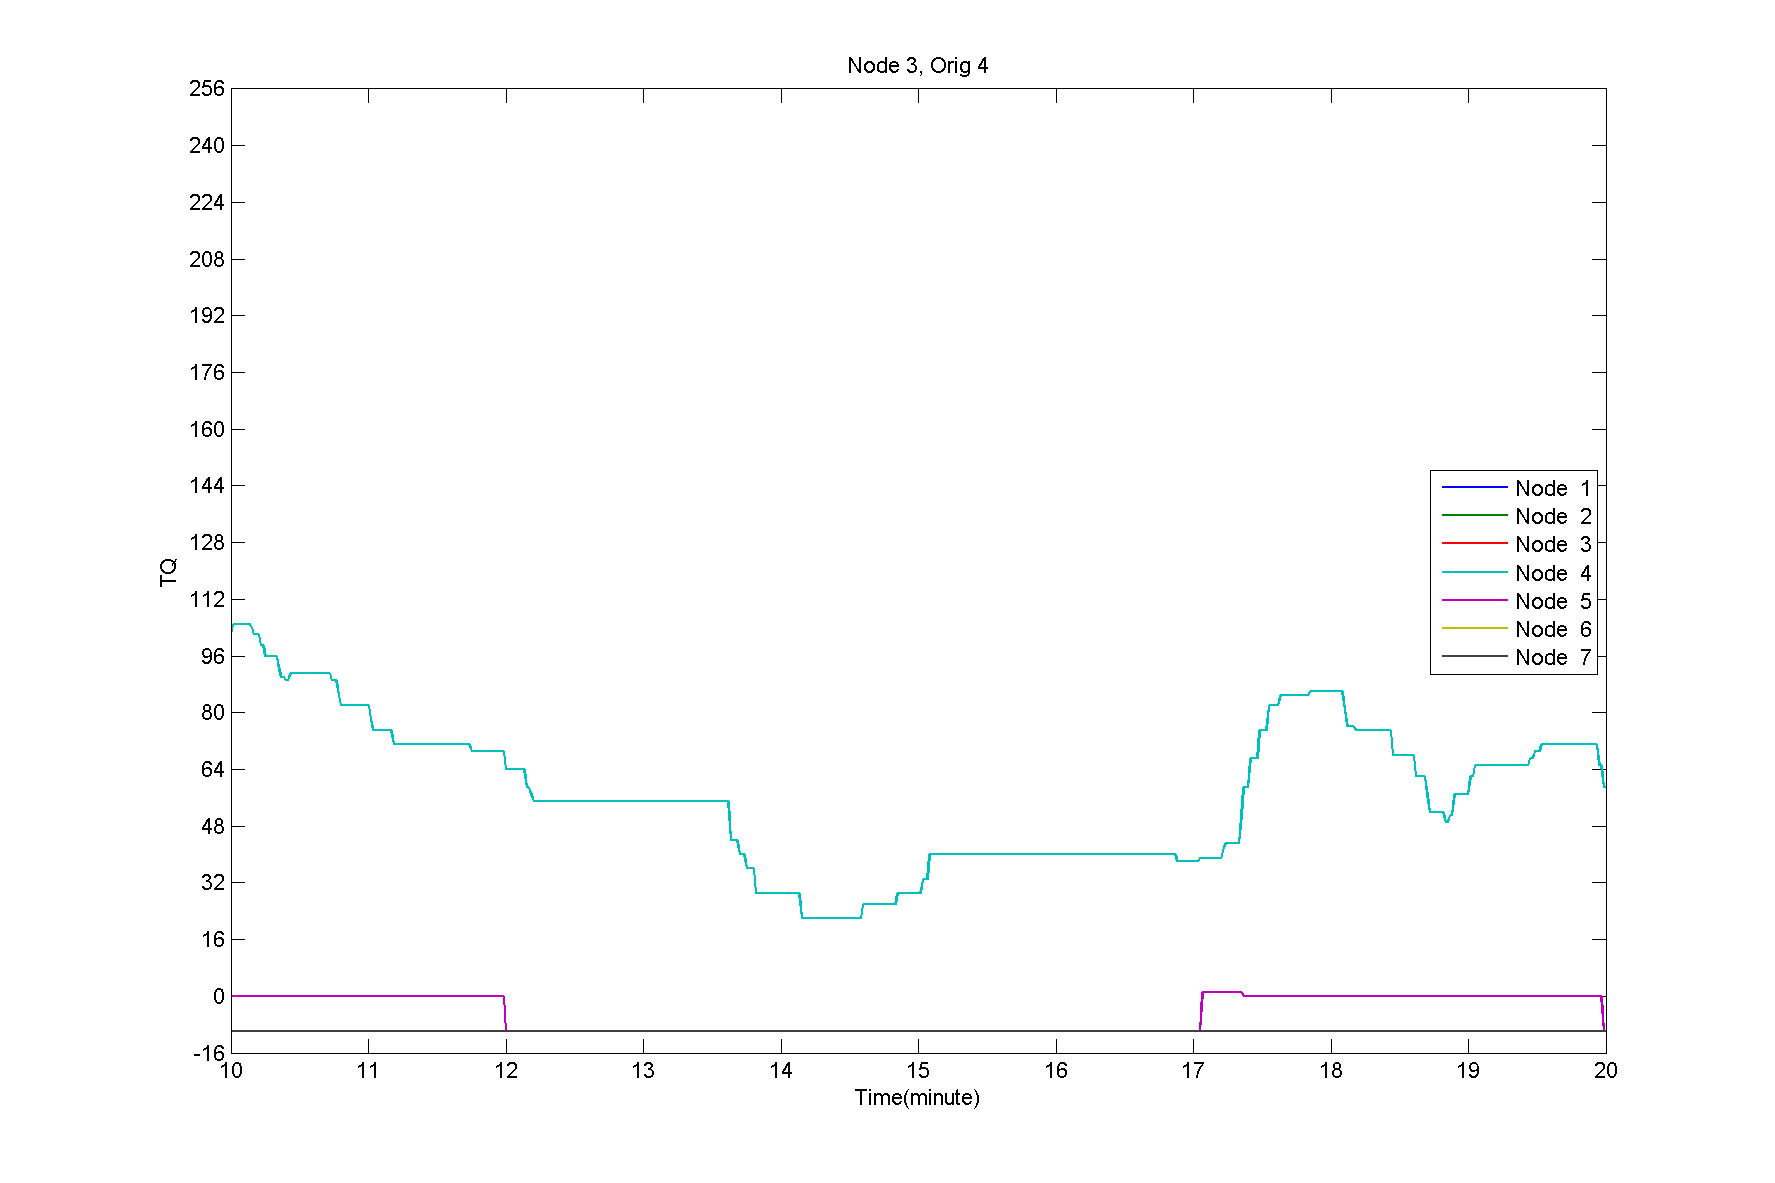 Node 3, Orig 4
256
240
224
208
192
176
160
144
128
112
96
80
64
48
32
16
0
-16
TQ
Node 1
Node 2
Node 3
Node 4
Node 5
Node 6
Node 7
10 11 12 13 14 15 16 17 18 19 20
Time(minute)